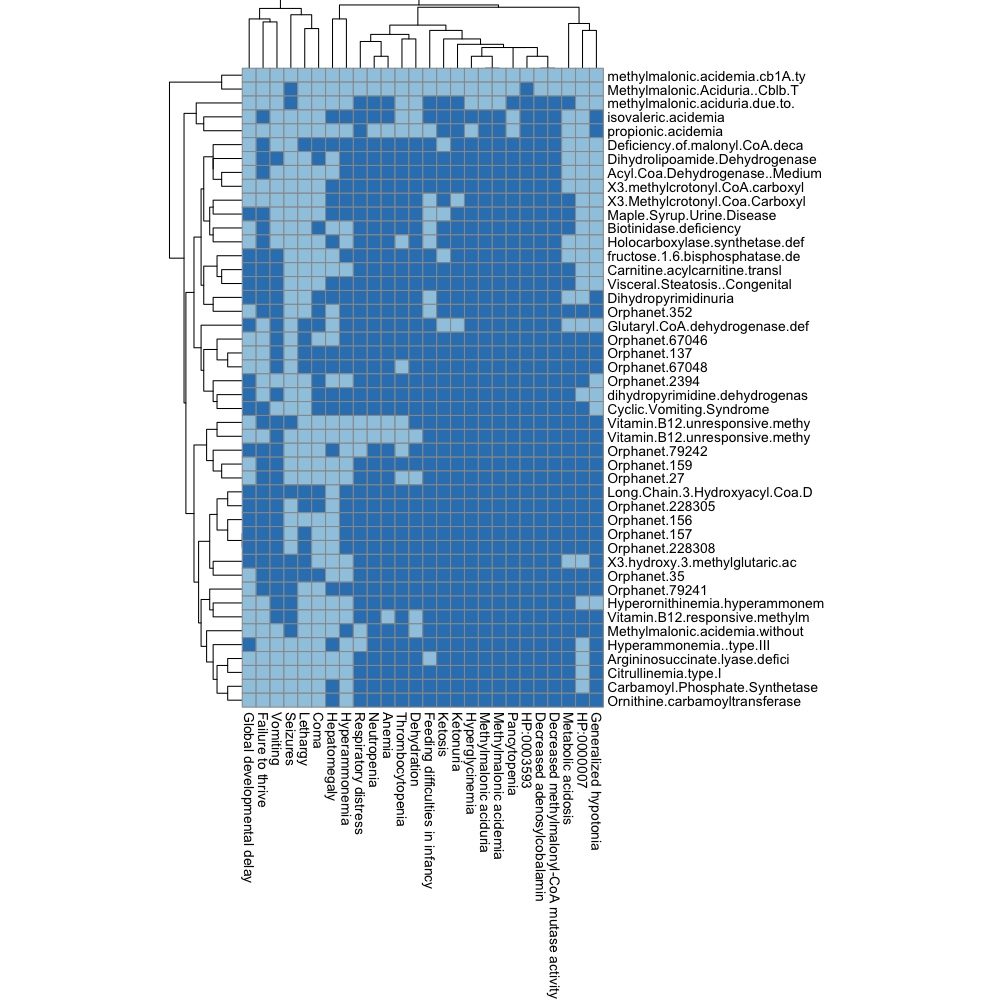 methylmalonic.acidemia.cb1A.ty
Methylmalonic.Aciduria..Cblb.T
methylmalonic.aciduria.due.to.
isovaleric.acidemia
propionic.acidemia
Deficiency.of.malonyl.CoA.deca
Dihydrolipoamide.Dehydrogenase
Acyl.Coa.Dehydrogenase..Medium
X3.methylcrotonyl.CoA.carboxyl
X3.Methylcrotonyl.Coa.Carboxyl
Maple.Syrup.Urine.Disease
Biotinidase.deficiency
Holocarboxylase.synthetase.def
fructose.1.6.bisphosphatase.de
Carnitine.acylcarnitine.transl
Visceral.Steatosis..Congenital
Dihydropyrimidinuria
Orphanet.352
Glutaryl.CoA.dehydrogenase.def
Orphanet.67046
Orphanet.137
Orphanet.67048
Orphanet.2394
dihydropyrimidine.dehydrogenas
Cyclic.Vomiting.Syndrome
Vitamin.B12.unresponsive.methy
Vitamin.B12.unresponsive.methy
Orphanet.79242
Orphanet.159
Orphanet.27
Long.Chain.3.Hydroxyacyl.Coa.D
Orphanet.228305
Orphanet.156
Orphanet.157
Orphanet.228308
X3.hydroxy.3.methylglutaric.ac
Orphanet.35
Orphanet.79241
Hyperornithinemia.hyperammonem
Vitamin.B12.responsive.methylm
Methylmalonic.acidemia.without
Hyperammonemia..type.III
Argininosuccinate.lyase.defici
Citrullinemia.type.I
Carbamoyl.Phosphate.Synthetase
Ornithine.carbamoyltransferase
Global developmental delay
Failure to thrive
Vomiting
Seizures
Lethargy
Coma
Hepatomegaly
Hyperammonemia
Respiratory distress
Neutropenia
Anemia
Thrombocytopenia
Dehydration
Feeding difficulties in infancy
Ketosis
Ketonuria
Hyperglycinemia
Methylmalonic aciduria
Methylmalonic acidemia
Pancytopenia
HP:0003593
Decreased adenosylcobalamin
Decreased methylmalonyl-CoA mutase activity
Metabolic acidosis
HP:0000007
Generalized hypotonia